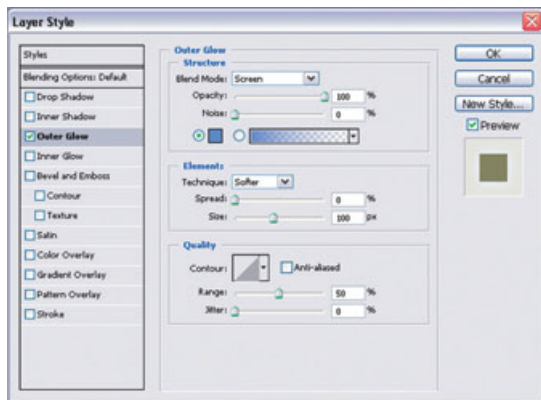 Layer Style
Styles
Blending Options: Default
Drop Shadow
Inner Shadow
Outer Glow
Inner Glow
Bevel and Emboss
Contour
Texture
Satin
Color Overlay
Gradient Overlay
Pattern Overlay
Stroke
Outer Glow
Structure
Blend Mode: Screen
Opacity: 100 %
Noise: 0 %
Elements
Technique: Softer
Spread: 0 %
Size: 100 px
Quality
Contour: Anti-aliased
Range: 50 %
Jitter: 0 %
OK
Cancel
New Style...
Preview